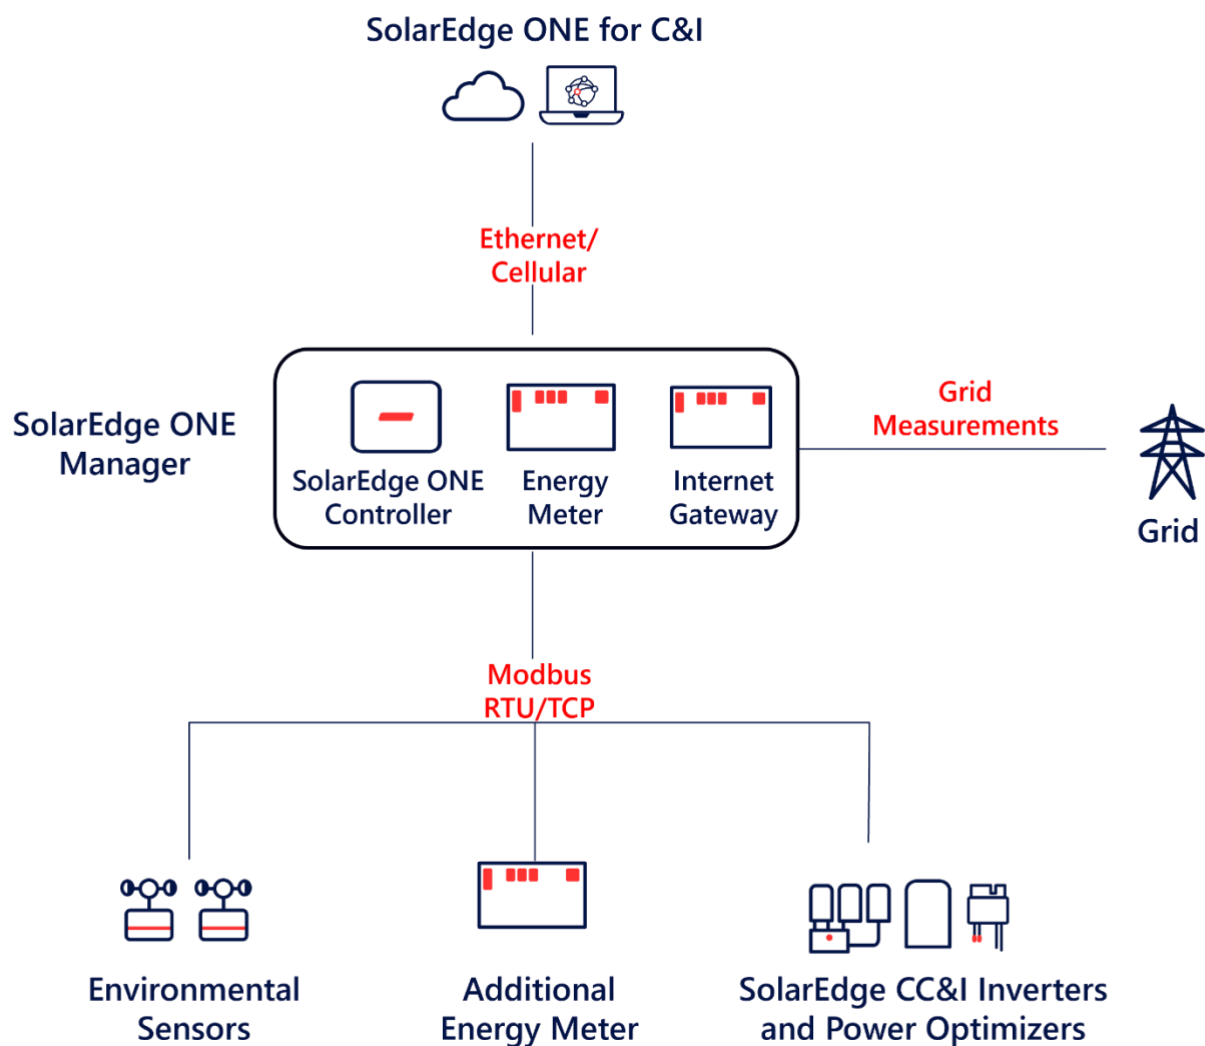 SolarEdge ONE for C&I
Ethernet/
Cellular
SolarEdge ONE
Manager
SolarEdge ONE
Controller
Energy
Meter
Internet
Gateway
Grid
Measurements
Grid
Modbus
RTU/TCP
Environmental
Sensors
Additional
Energy Meter
SolarEdge CC&I Inverters
and Power Optimizers